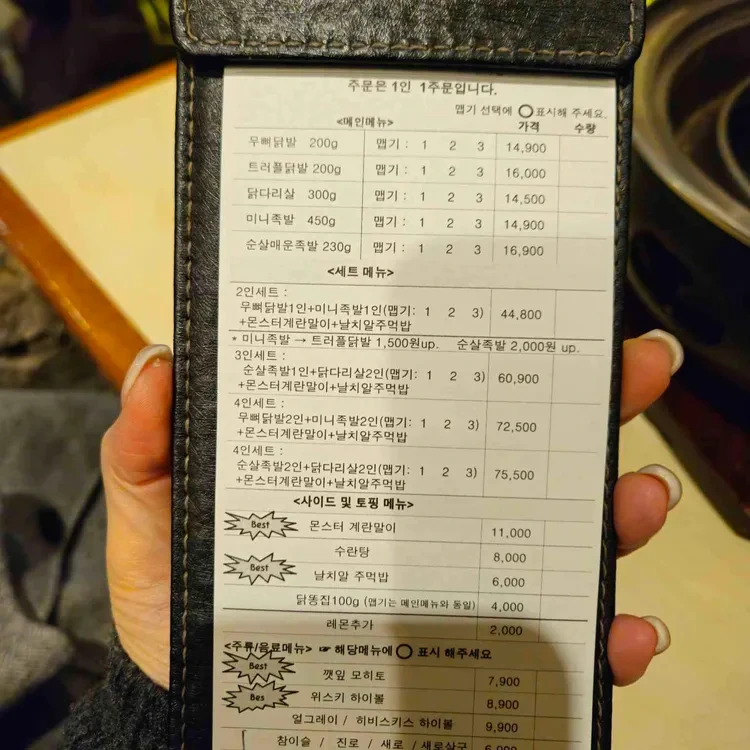 주문은 1인 1주문입니다.
맵기 선택에 ◯표시해 주세요.
<메인메뉴> 가격 수량
무뼈닭발 200g 맵기 : 1 2 3 14,900
트러플닭발 200g 맵기 : 1 2 3 16,000
닭다리살 300g 맵기 : 1 2 3 14,500
미니족발 450g 맵기 : 1 2 3 14,900
순살매운족발 230g 맵기 : 1 2 3 16,900
<세트 메뉴>
2인세트 :
무뼈닭발1인+미니족발1인(맵기: 1 2 3) 44,800
+몬스터계란말이+날치알주먹밥
* 미니족발 → 트러플닭발 1,500원up. 순살족발 2,000원 up.
3인세트 :
순살족발1인+닭다리살2인(맵기: 1 2 3) 60,900
+몬스터계란말이+날치알주먹밥
4인세트 :
무뼈닭발2인+미니족발2인(맵기: 1 2 3) 72,500
+몬스터계란말이+날치알주먹밥
4인세트 :
순살족발2인+닭다리살2인(맵기: 1 2 3) 75,500
+몬스터계란말이+날치알주먹밥
<사이드 및 토핑 메뉴>
Best 몬스터 계란말이 11,000
수란탕 8,000
Best 날치알 주먹밥 6,000
닭똥집100g (맵기는 메인메뉴와 동일) 4,000
레몬추가 2,000
<주류/음료메뉴> ☞ 해당메뉴에 ◯ 표시 해주세요
Best 깻잎 모히토 7,900
Bes 위스키 하이볼 8,900
얼그레이 / 히비스키스 하이볼 9,900
참이슬 / 진로 / 새로 / 새로살구